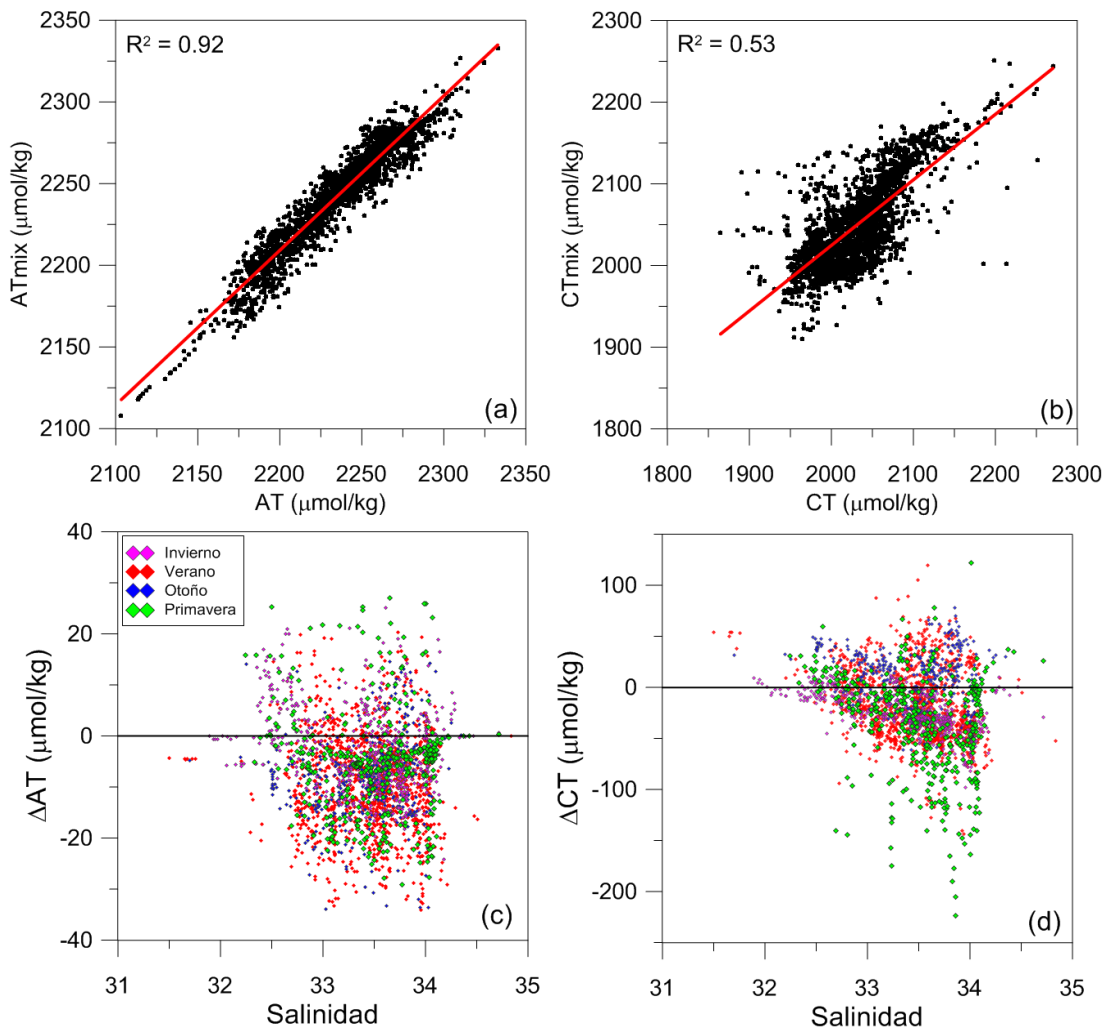 R² = 0.92
2350
2300
2250
2200
2150
2100
ATmix (μmol/kg)
2100 2150 2200 2250 2300 2350
AT (μmol/kg)
(a)
R² = 0.53
2300
2200
2100
2000
1900
1800
CTmix (μmol/kg)
1800 1900 2000 2100 2200 2300
CT (μmol/kg)
(b)
Invierno
Verano
Otoño
Primavera
40
20
0
-20
-40
ΔAT (μmol/kg)
31 32 33 34 35
Salinidad
(c)
100
0
-100
-200
ΔCT (μmol/kg)
31 32 33 34 35
Salinidad
(d)